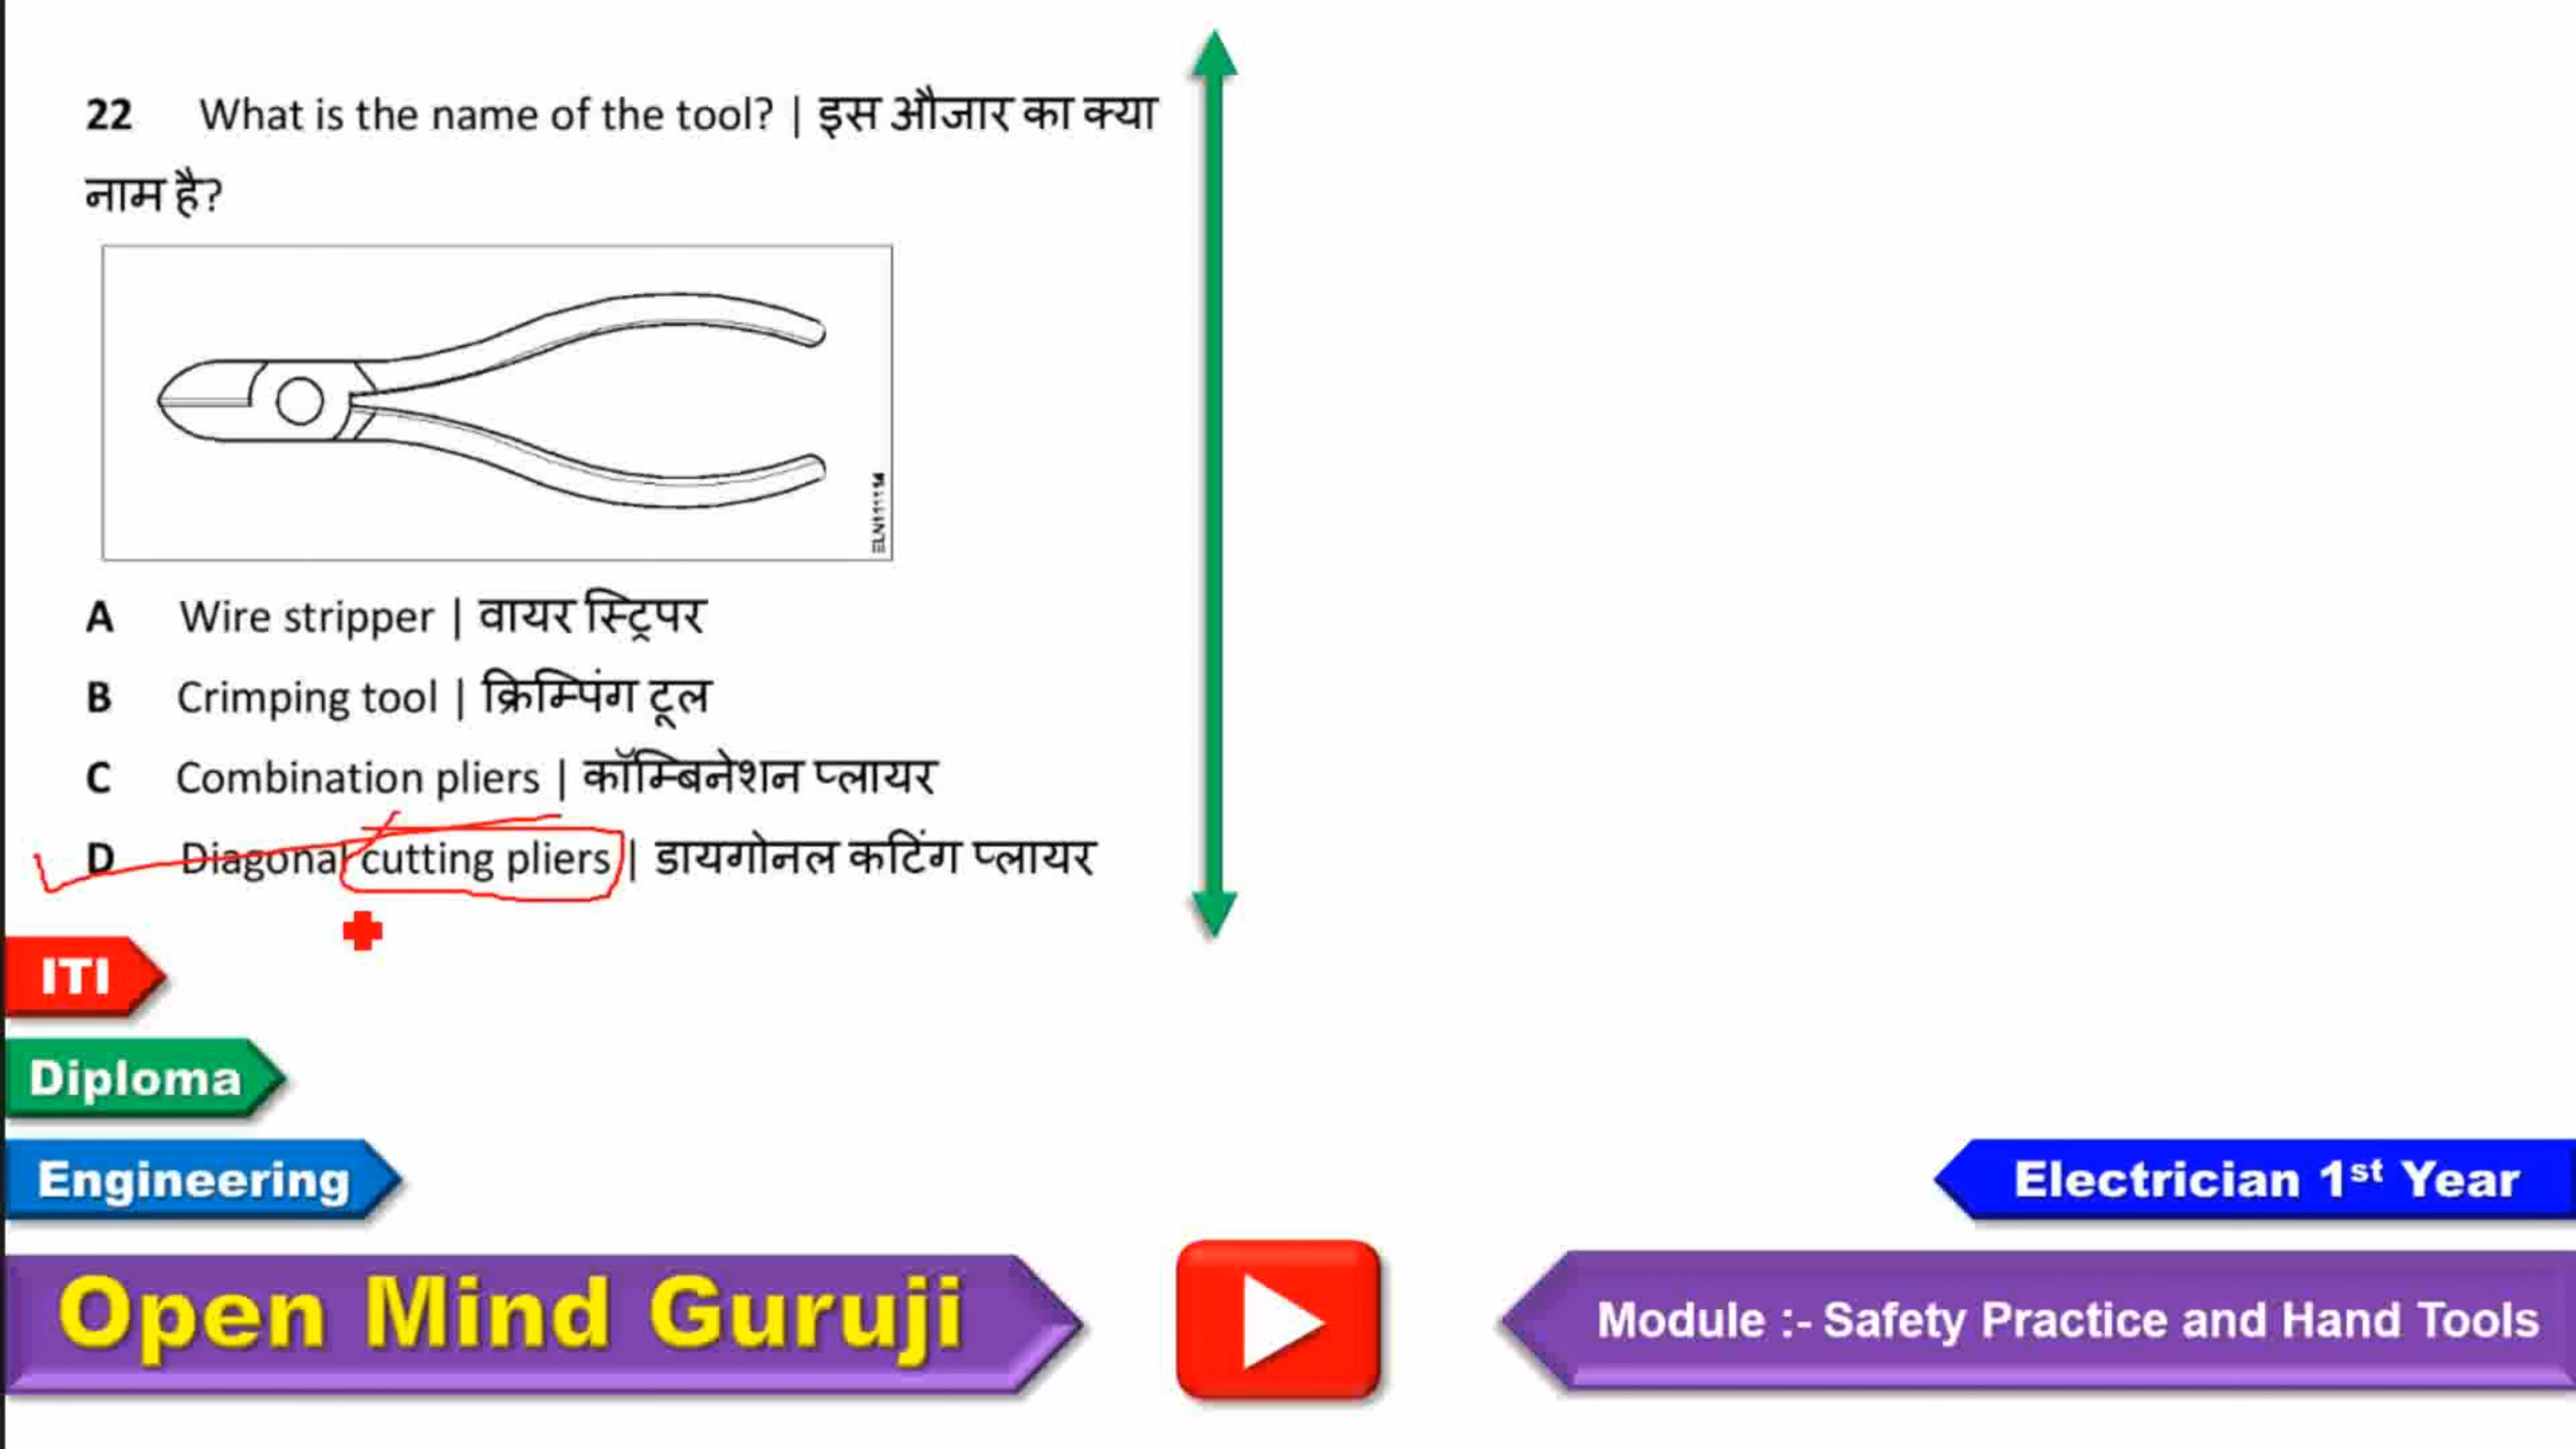 22 What is the name of the tool? | इस औजार का क्या
नाम है?
ELN11114
A Wire stripper | वायर स्ट्रिपर
B Crimping tool | क्रिम्पिंग टूल
C Combination pliers | कॉम्बिनेशन प्लायर
D Diagonal cutting pliers | डायगोनल कटिंग प्लायर
ITI
Diploma
Engineering
Electrician 1st Year
Open Mind Guruji
Module :- Safety Practice and Hand Tools